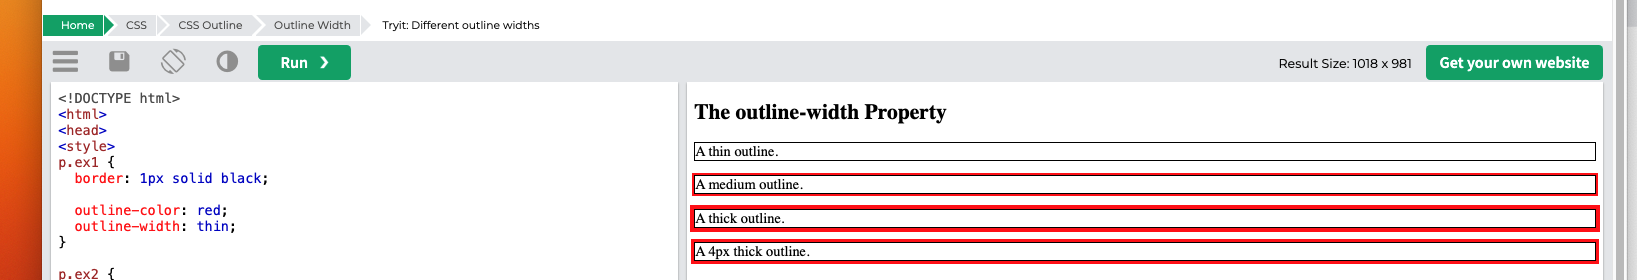 Home CSS CSS Outline Outline Width Tryit: Different outline widths
Run ❯ Result Size: 1018 x 981 Get your own website
<!DOCTYPE html>
<html>
<head>
<style>
p.ex1 {
  border: 1px solid black;
  outline-color: red;
  outline-width: thin;
}
p.ex2 {
The outline-width Property
A thin outline.
A medium outline.
A thick outline.
A 4px thick outline.